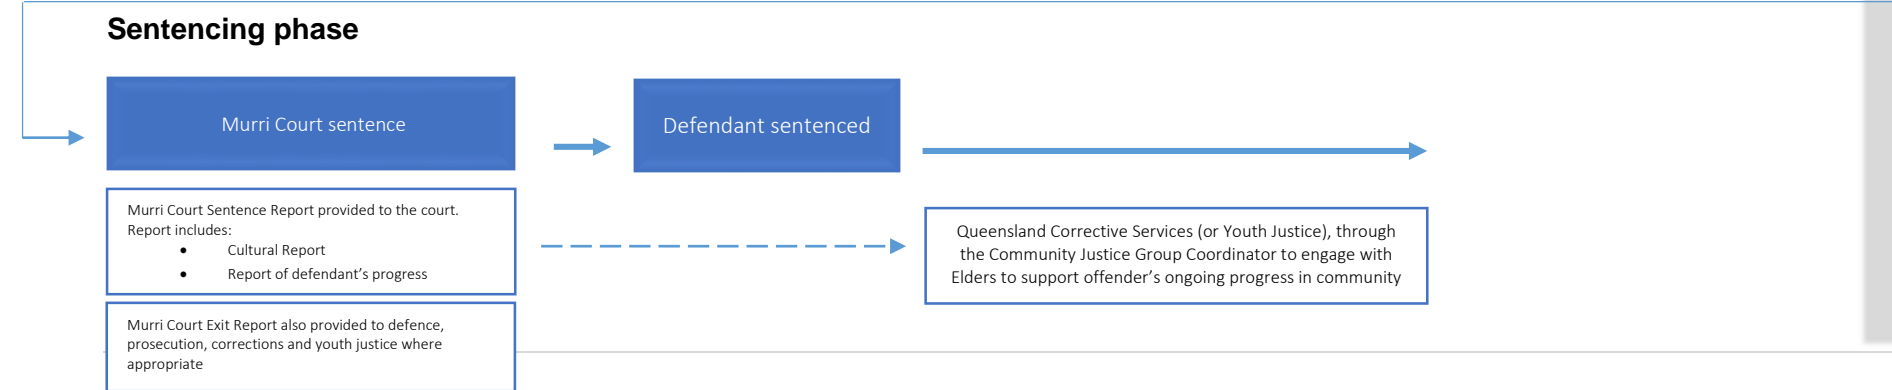 Sentencing phase
Murri Court sentence
Defendant sentenced
Murri Court Sentence Report provided to the court.
Report includes:
• Cultural Report
• Report of defendant’s progress
Queensland Corrective Services (or Youth Justice), through
the Community Justice Group Coordinator to engage with
Elders to support offender’s ongoing progress in community
Murri Court Exit Report also provided to defence,
prosecution, corrections and youth justice where
appropriate